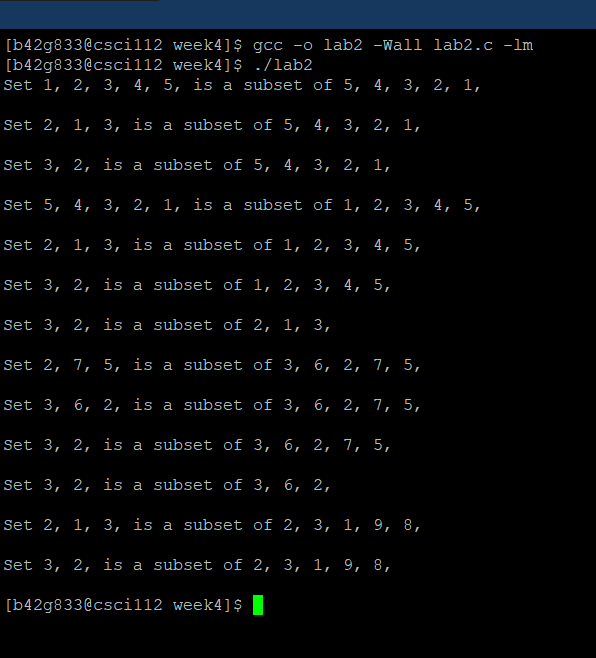 [b42g833@csci112 week4]$ gcc -o lab2 -Wall lab2.c -lm
[b42g833@csci112 week4]$ ./lab2
Set 1, 2, 3, 4, 5, is a subset of 5, 4, 3, 2, 1,
Set 2, 1, 3, is a subset of 5, 4, 3, 2, 1,
Set 3, 2, is a subset of 5, 4, 3, 2, 1,
Set 5, 4, 3, 2, 1, is a subset of 1, 2, 3, 4, 5,
Set 2, 1, 3, is a subset of 1, 2, 3, 4, 5,
Set 3, 2, is a subset of 1, 2, 3, 4, 5,
Set 3, 2, is a subset of 2, 1, 3,
Set 2, 7, 5, is a subset of 3, 6, 2, 7, 5,
Set 3, 6, 2, is a subset of 3, 6, 2, 7, 5,
Set 3, 2, is a subset of 3, 6, 2, 7, 5,
Set 3, 2, is a subset of 3, 6, 2,
Set 2, 1, 3, is a subset of 2, 3, 1, 9, 8,
Set 3, 2, is a subset of 2, 3, 1, 9, 8,
[b42g833@csci112 week4]$